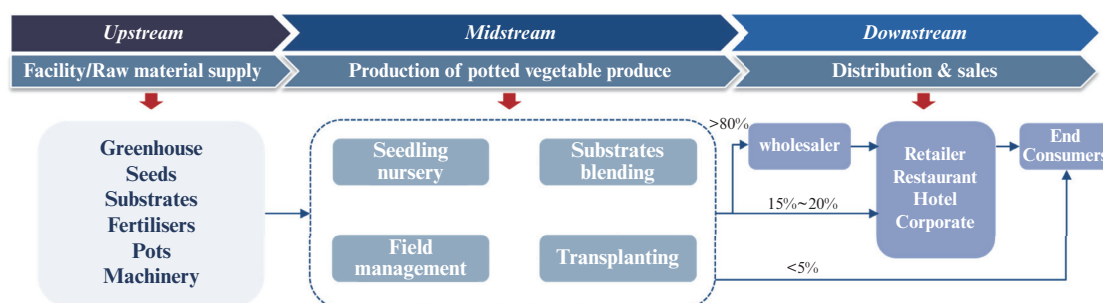 Upstream
Midstream
Downstream
Facility/Raw material supply
Production of potted vegetable produce
Distribution & sales
Greenhouse
Seeds
Substrates
Fertilisers
Pots
Machinery
Seedling
nursery
Substrates
blending
Field
management
Transplanting
>80%
wholesaler
15%~20%
<5%
Retailer
Restaurant
Hotel
Corporate
End
Consumers